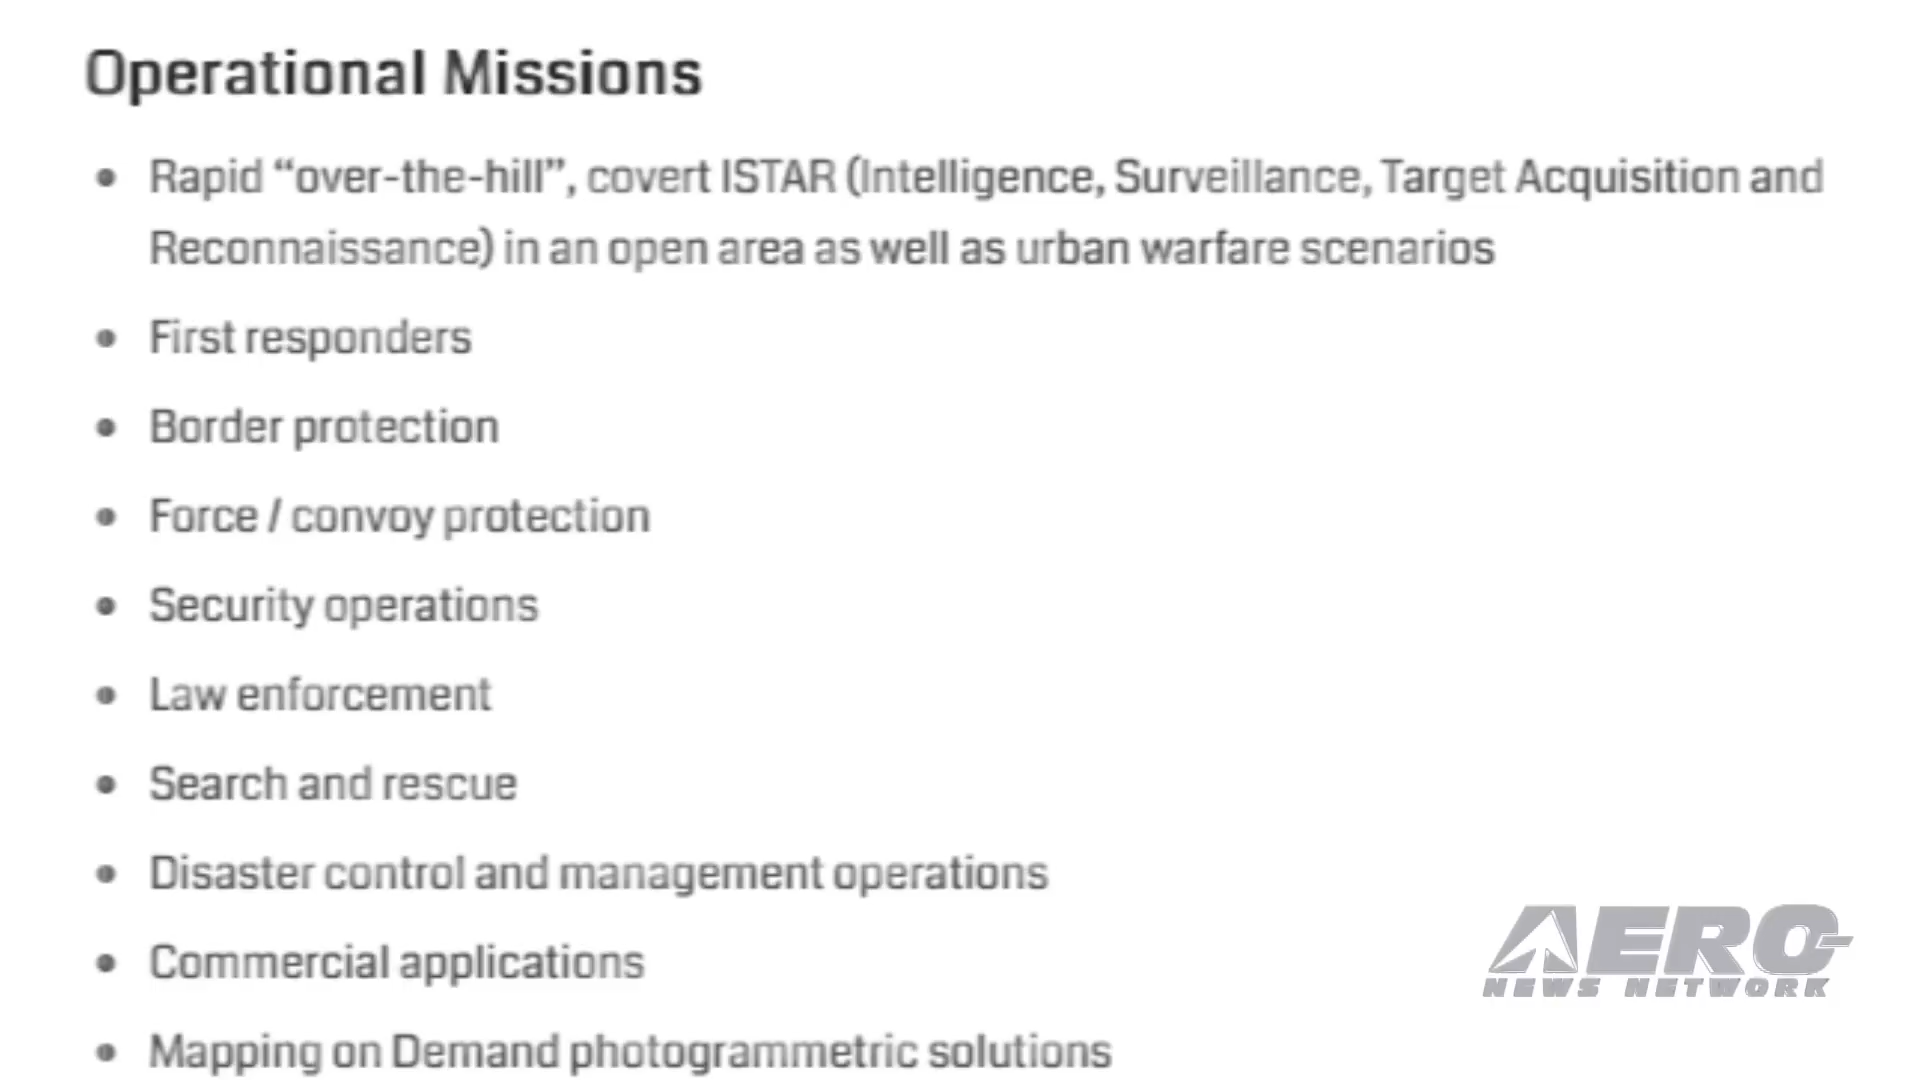 Operational Missions
• Rapid “over-the-hill”, covert ISTAR (Intelligence, Surveillance, Target Acquisition and
Reconnaissance) in an open area as well as urban warfare scenarios
• First responders
• Border protection
• Force / convoy protection
• Security operations
• Law enforcement
• Search and rescue
• Disaster control and management operations
• Commercial applications
• Mapping on Demand photogrammetric solutions
AERO-
NEWS NETWORK